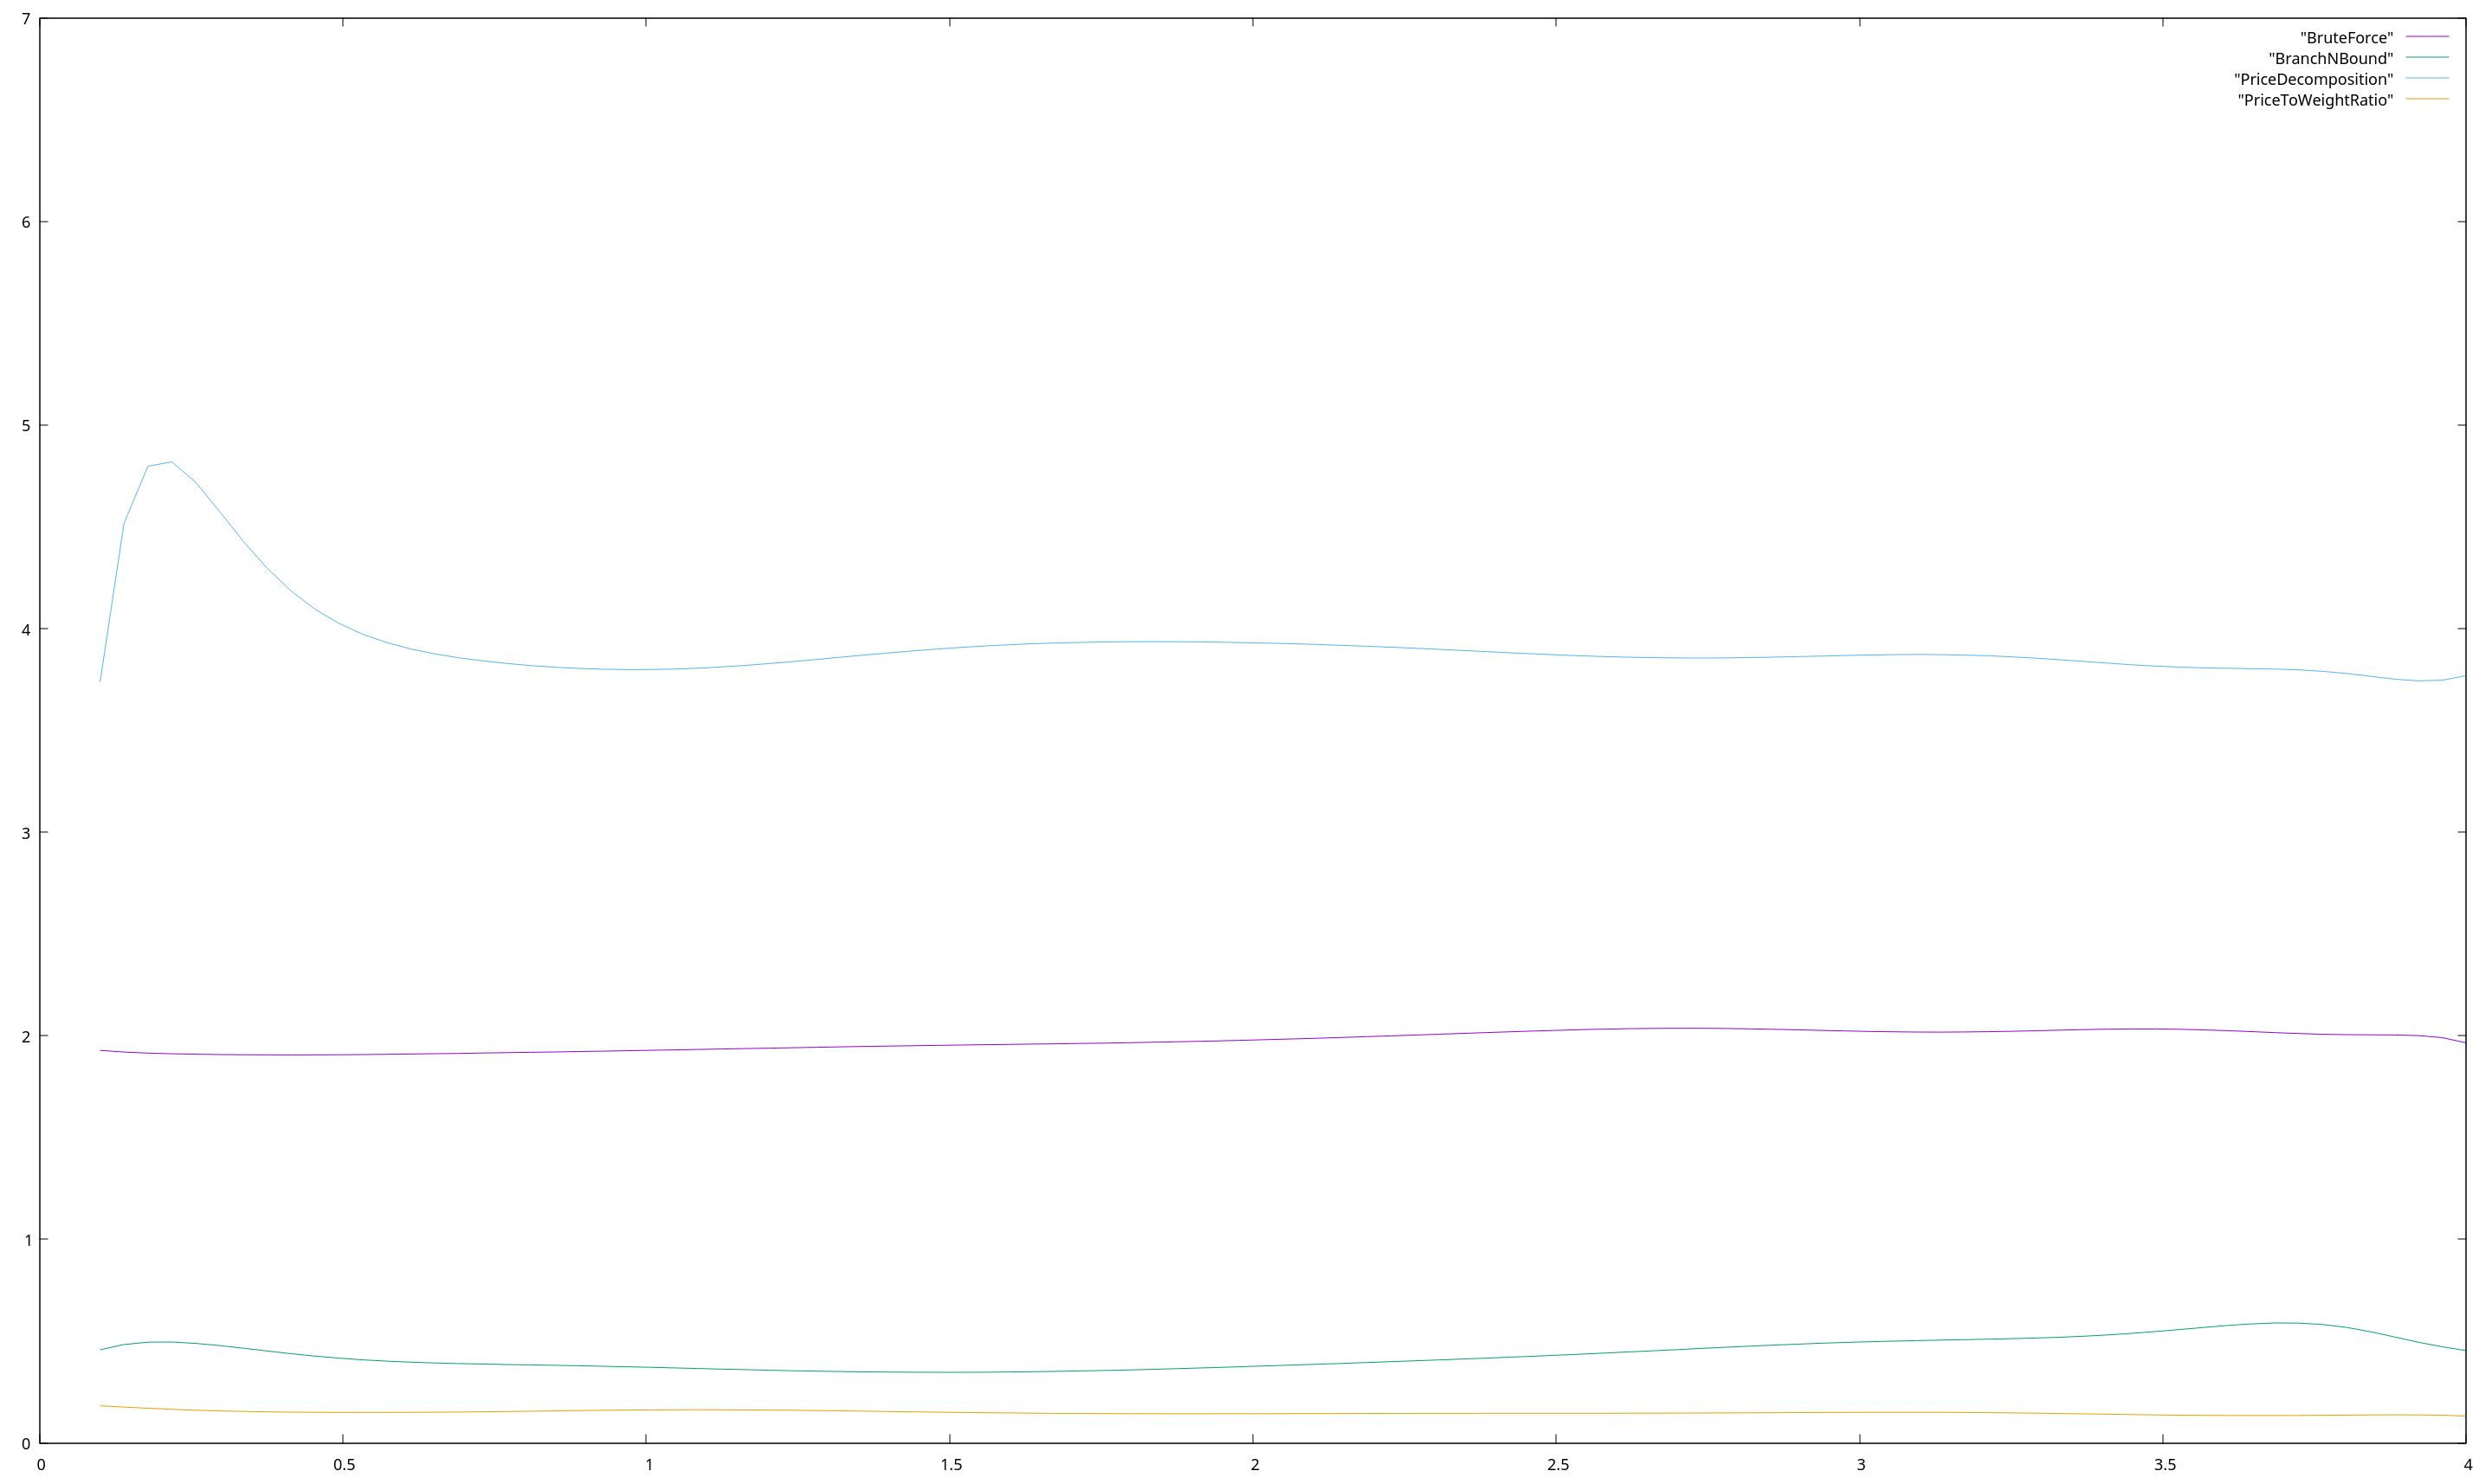 7
"BruteForce"
"BranchNBound"
"PriceDecomposition"
"PriceToWeightRatio"
6
5
4
3
2
1
0
0 0.5 1 1.5 2 2.5 3 3.5 4